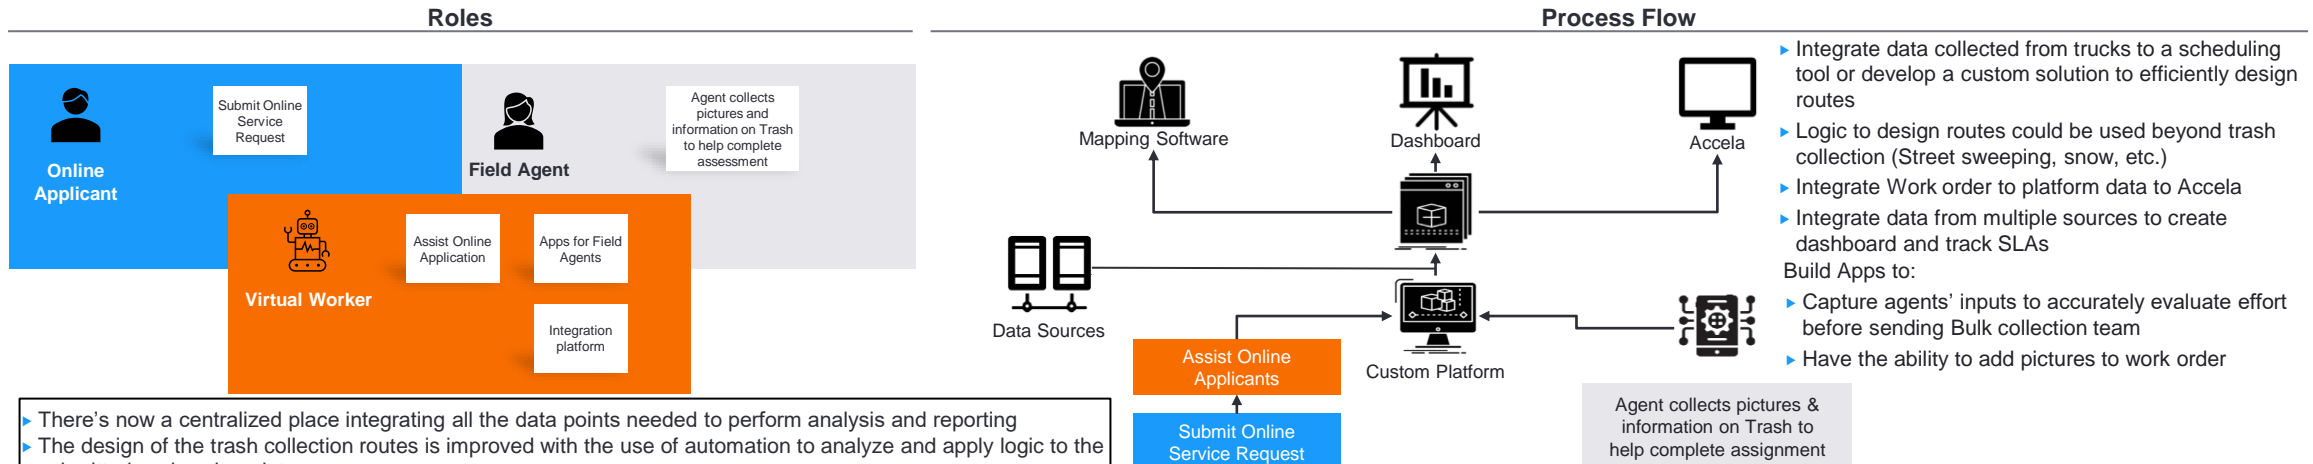 Roles
Online
Applicant
Submit Online
Service
Request
Field Agent
Agent collects
pictures and
information on Trash
to help complete
assessment
Virtual Worker
Assist Online
Application
Apps for Field
Agents
Integration
platform
▸ There’s now a centralized place integrating all the data points needed to perform analysis and reporting
▸ The design of the trash collection routes is improved with the use of automation to analyze and apply logic to the
Process Flow
Mapping Software
Dashboard
Accela
Data Sources
Custom Platform
Assist Online
Applicants
Submit Online
Service Request
Agent collects pictures &
information on Trash to
help complete assignment
▸ Integrate data collected from trucks to a scheduling
tool or develop a custom solution to efficiently design
routes
▸ Logic to design routes could be used beyond trash
collection (Street sweeping, snow, etc.)
▸ Integrate Work order to platform data to Accela
▸ Integrate data from multiple sources to create
dashboard and track SLAs
Build Apps to:
▸ Capture agents’ inputs to accurately evaluate effort
before sending Bulk collection team
▸ Have the ability to add pictures to work order